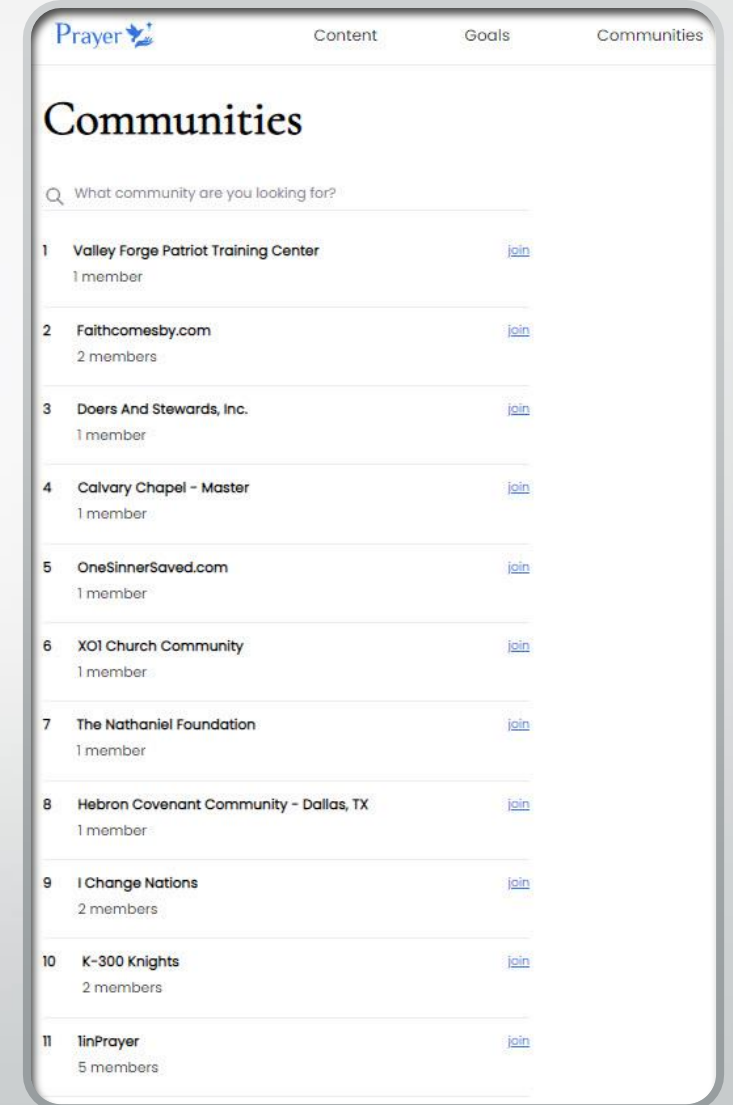 Prayer Content Goals Communities
Communities
What community are you looking for?
1 Valley Forge Patriot Training Center join
1 member
2 Faithcomesby.com join
2 members
3 Doers And Stewards, Inc. join
1 member
4 Calvary Chapel - Master join
1 member
5 OneSinnerSaved.com join
1 member
6 XO1 Church Community join
1 member
7 The Nathaniel Foundation join
1 member
8 Hebron Covenant Community - Dallas, TX join
1 member
9 I Change Nations join
2 members
10 K-300 Knights join
2 members
11 1inPrayer join
5 members